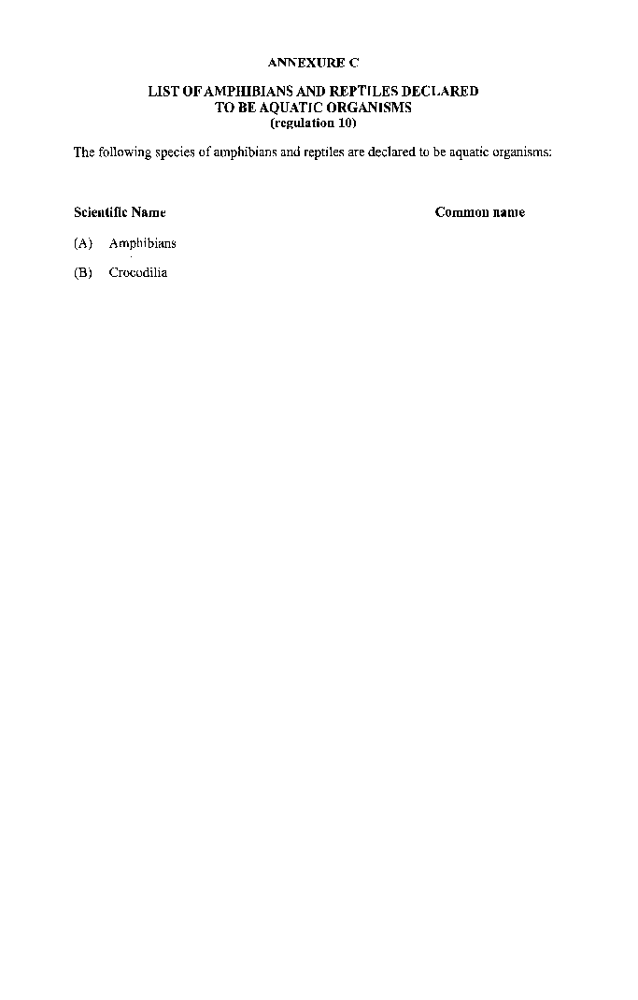 ANNEXURE C
LIST OF AMPHIBIANS AND REPTILES DECLARED
TO BE AQUATIC ORGANISMS
(regulation 10)
The following species of amphibians and reptiles are declared to be aquatic organisms:
Scientific Name Common name
(A) Amphibians
(B) Crocodilia